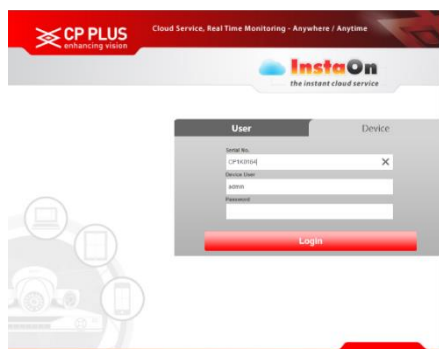 CP PLUS
enhancing vision
Cloud Service, Real Time Monitoring - Anywhere / Anytime
InstaOn
the instant cloud service
User
Device
Serial No.
Device User
admin
Password
Login